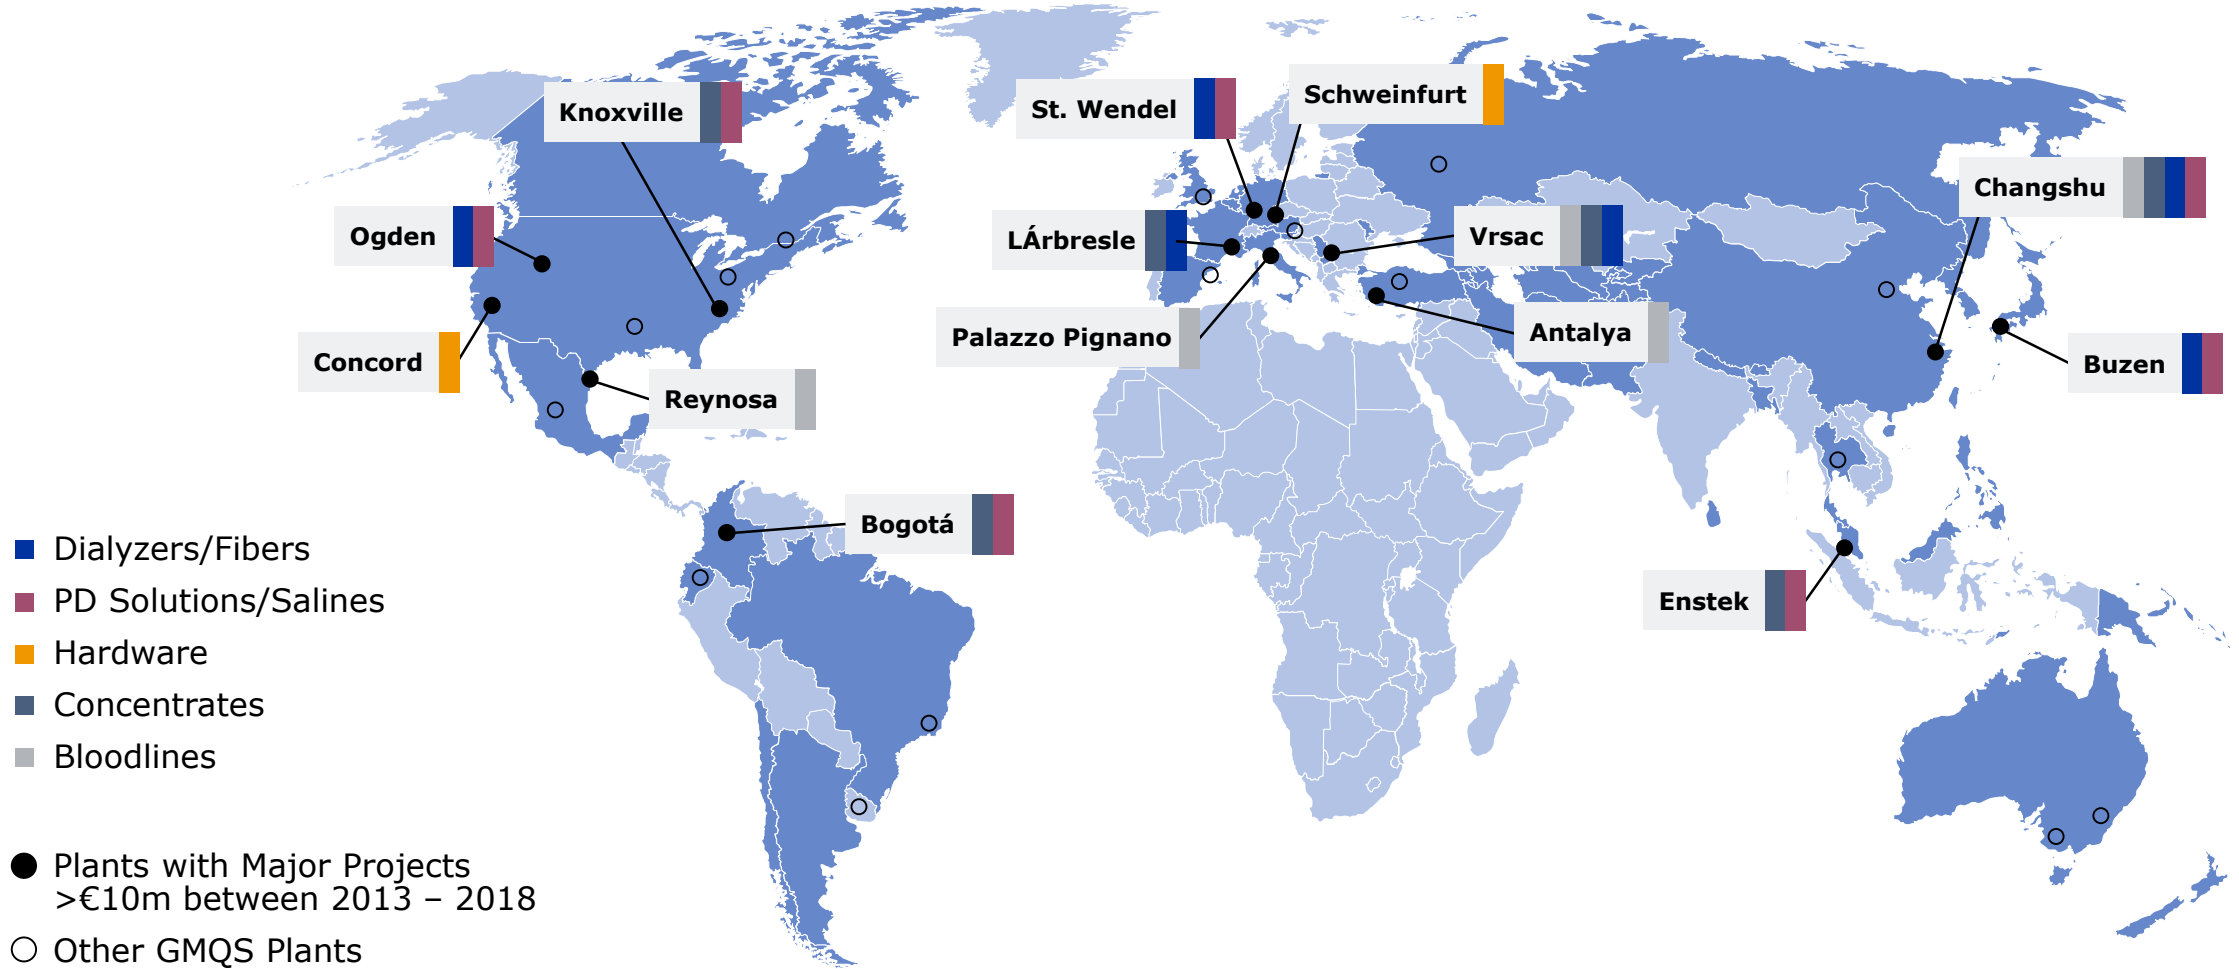 Knoxville
St. Wendel
Schweinfurt
Changshu
Ogden
LÁrbresle
Vrsac
Concord
Palazzo Pignano
Antalya
Buzen
Reynosa
Bogotá
Enstek
Dialyzers/Fibers
PD Solutions/Salines
Hardware
Concentrates
Bloodlines
Plants with Major Projects
>€10m between 2013 – 2018
Other GMQS Plants